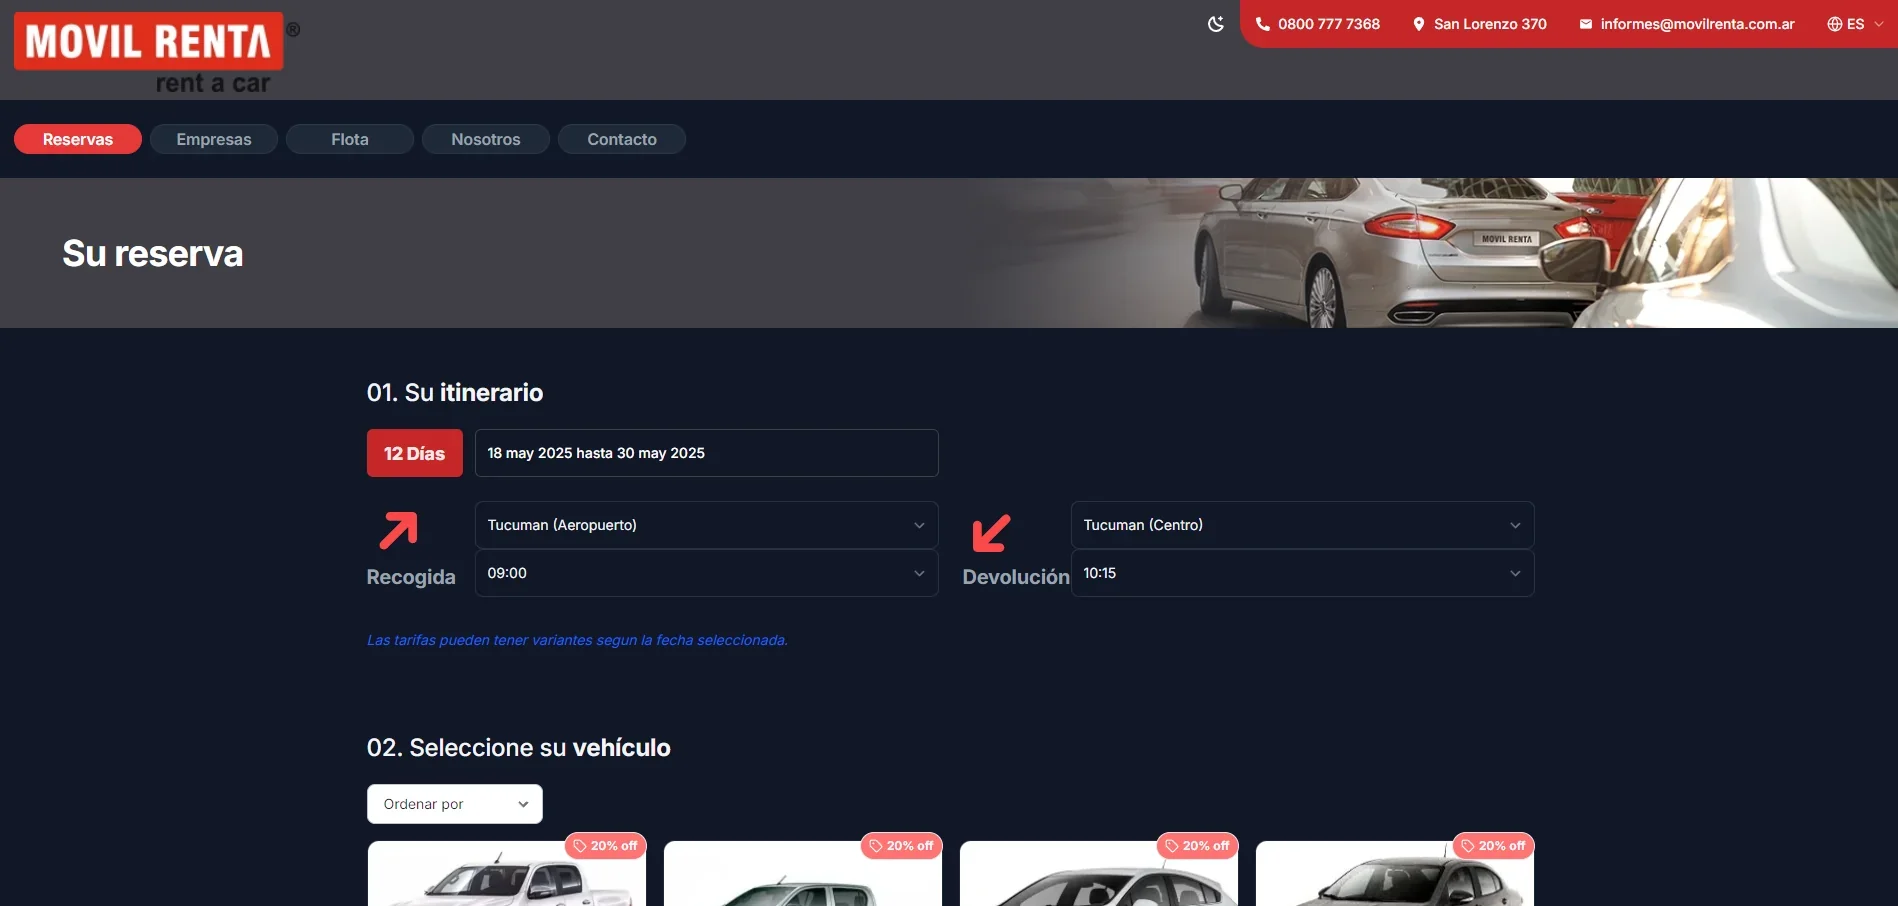 MOVIL RENTA ®
rent a car
0800 777 7368
San Lorenzo 370
informes@movilrenta.com.ar
ES
Reservas
Empresas
Flota
Nosotros
Contacto
Su reserva
MOVIL RENTA
01. Su itinerario
12 Días
18 may 2025 hasta 30 may 2025
Recogida
Tucuman (Aeropuerto)
09:00
Devolución
Tucuman (Centro)
10:15
Las tarifas pueden tener variantes segun la fecha seleccionada.
02. Seleccione su vehículo
Ordenar por
20% off
20% off
20% off
20% off